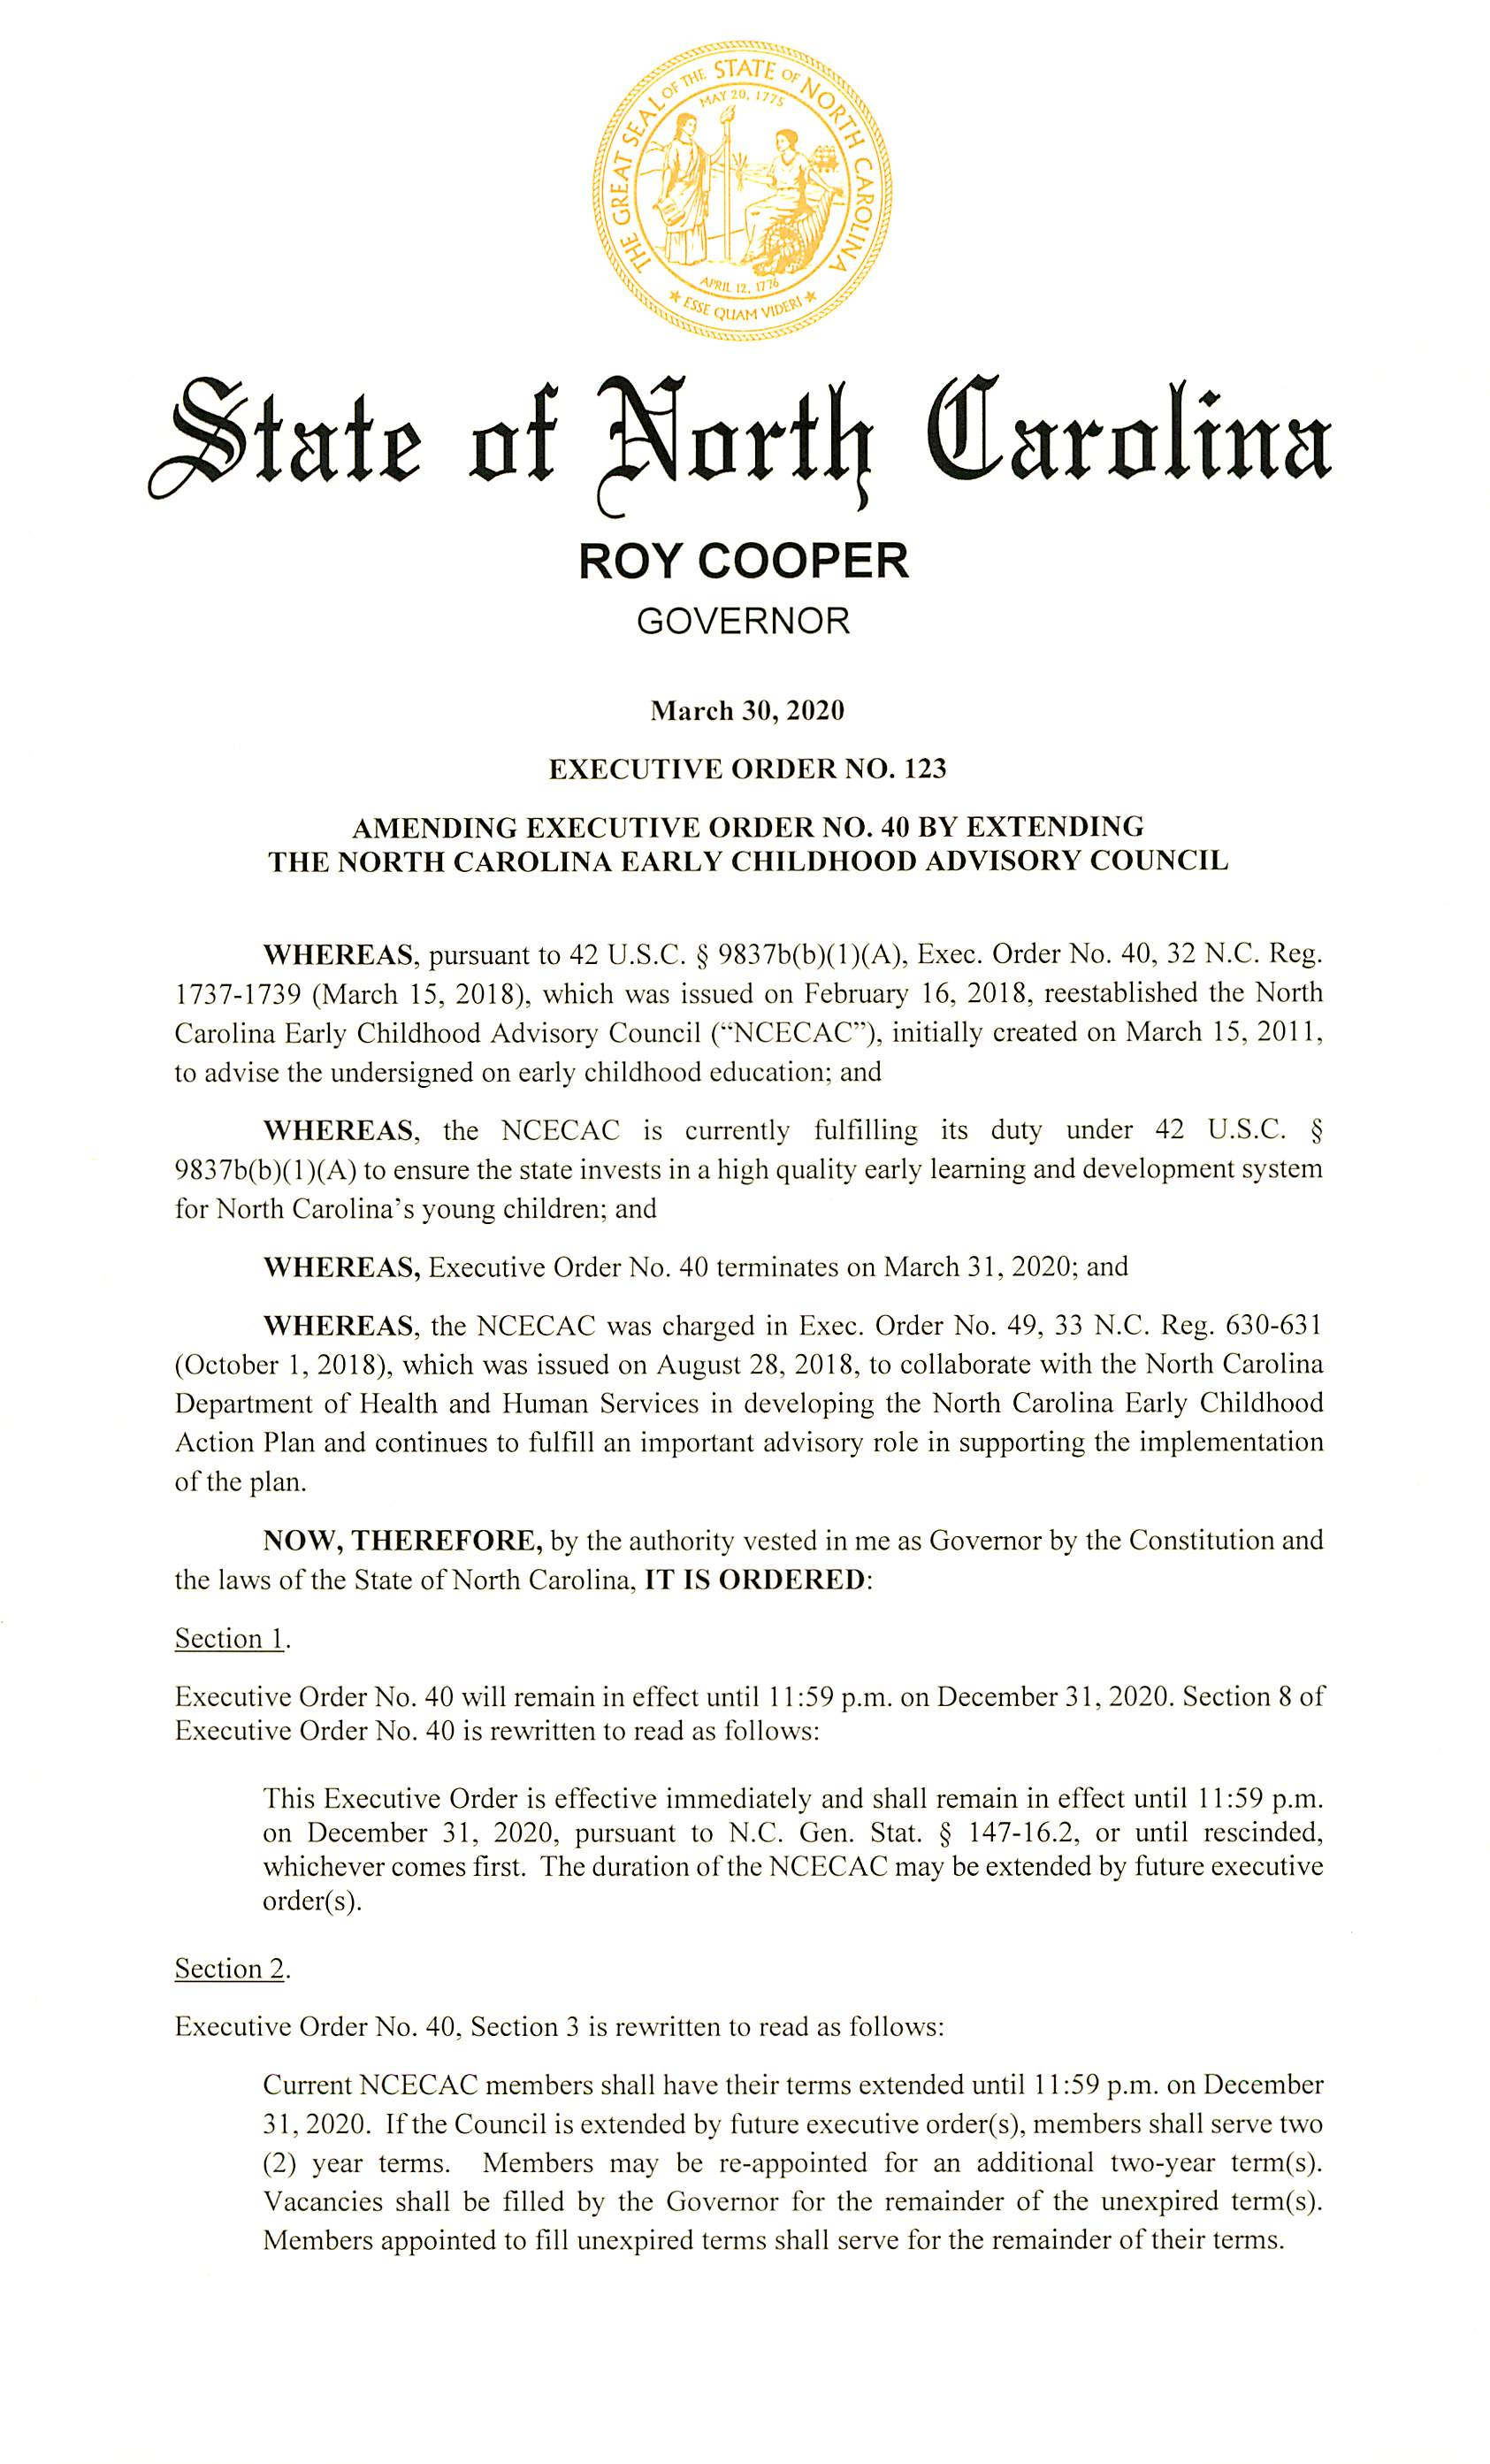 THE GREAT SEAL OF THE STATE OF NORTH CAROLINA
MAY 20, 1775
APRIL 12, 1776
★ ESSE QUAM VIDERI ★
State of North Carolina
ROY COOPER
GOVERNOR
March 30, 2020
EXECUTIVE ORDER NO. 123
AMENDING EXECUTIVE ORDER NO. 40 BY EXTENDING
THE NORTH CAROLINA EARLY CHILDHOOD ADVISORY COUNCIL
WHEREAS, pursuant to 42 U.S.C. § 9837b(b)(1)(A), Exec. Order No. 40, 32 N.C. Reg.
1737-1739 (March 15, 2018), which was issued on February 16, 2018, reestablished the North
Carolina Early Childhood Advisory Council (“NCECAC”), initially created on March 15, 2011,
to advise the undersigned on early childhood education; and
WHEREAS, the NCECAC is currently fulfilling its duty under 42 U.S.C. §
9837b(b)(1)(A) to ensure the state invests in a high quality early learning and development system
for North Carolina’s young children; and
WHEREAS, Executive Order No. 40 terminates on March 31, 2020; and
WHEREAS, the NCECAC was charged in Exec. Order No. 49, 33 N.C. Reg. 630-631
(October 1, 2018), which was issued on August 28, 2018, to collaborate with the North Carolina
Department of Health and Human Services in developing the North Carolina Early Childhood
Action Plan and continues to fulfill an important advisory role in supporting the implementation
of the plan.
NOW, THEREFORE, by the authority vested in me as Governor by the Constitution and
the laws of the State of North Carolina, IT IS ORDERED:
Section 1.
Executive Order No. 40 will remain in effect until 11:59 p.m. on December 31, 2020. Section 8 of
Executive Order No. 40 is rewritten to read as follows:
This Executive Order is effective immediately and shall remain in effect until 11:59 p.m.
on December 31, 2020, pursuant to N.C. Gen. Stat. § 147-16.2, or until rescinded,
whichever comes first. The duration of the NCECAC may be extended by future executive
order(s).
Section 2.
Executive Order No. 40, Section 3 is rewritten to read as follows:
Current NCECAC members shall have their terms extended until 11:59 p.m. on December
31, 2020. If the Council is extended by future executive order(s), members shall serve two
(2) year terms. Members may be re-appointed for an additional two-year term(s).
Vacancies shall be filled by the Governor for the remainder of the unexpired term(s).
Members appointed to fill unexpired terms shall serve for the remainder of their terms.